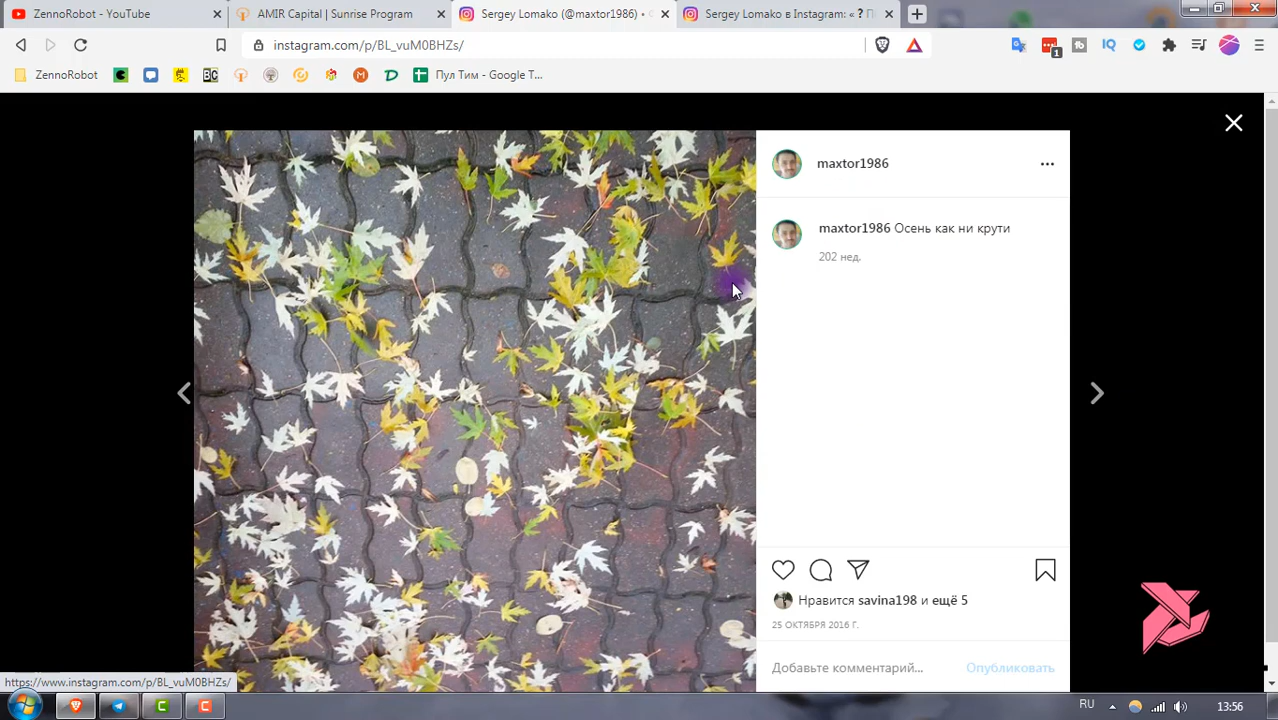 ZennoRobot - YouTube
AMIR Capital | Sunrise Program
Sergey Lomako (@maxtor1986) •
Sergey Lomako в Instagram: « ? П
instagram.com/p/BL_vuM0BHZs/
1
ZennoRobot
BC
Пул Тим - Google T...
maxtor1986
maxtor1986 Осень как ни крути
202 нед.
Нравится savina198 и ещё 5
25 ОКТЯБРЯ 2016 Г.
Добавьте комментарий...
Опубликовать
https://www.instagram.com/p/BL_vuM0BHZs/
RU
13:56